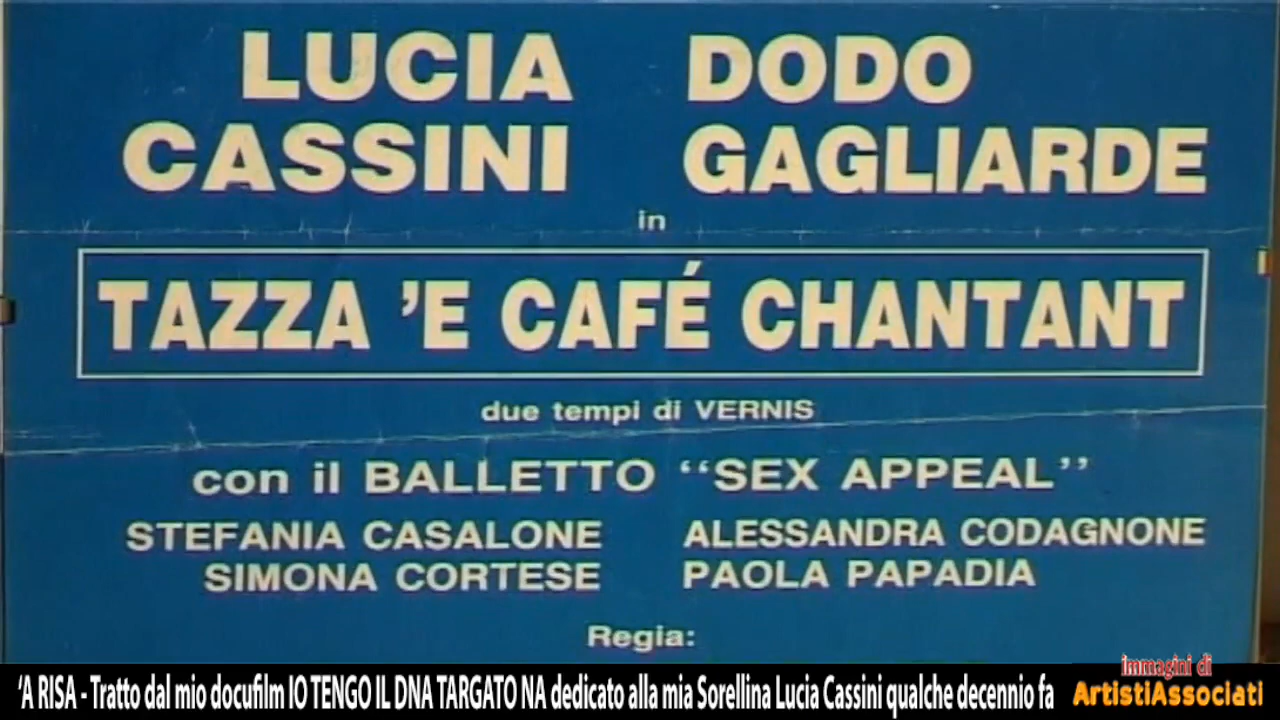 LUCIA DODO
CASSINI GAGLIARDE
in
TAZZA 'E CAFÉ CHANTANT
due tempi di VERNIS
con il BALLETTO “SEX APPEAL”
STEFANIA CASALONE ALESSANDRA CODAGNONE
SIMONA CORTESE PAOLA PAPADIA
Regia:
immagini di
‘A RISA - Tratto dal mio docufilm IO TENGO IL DNA TARGATO NA dedicato alla mia Sorellina Lucia Cassini qualche decennio fa ArtistiAssociati